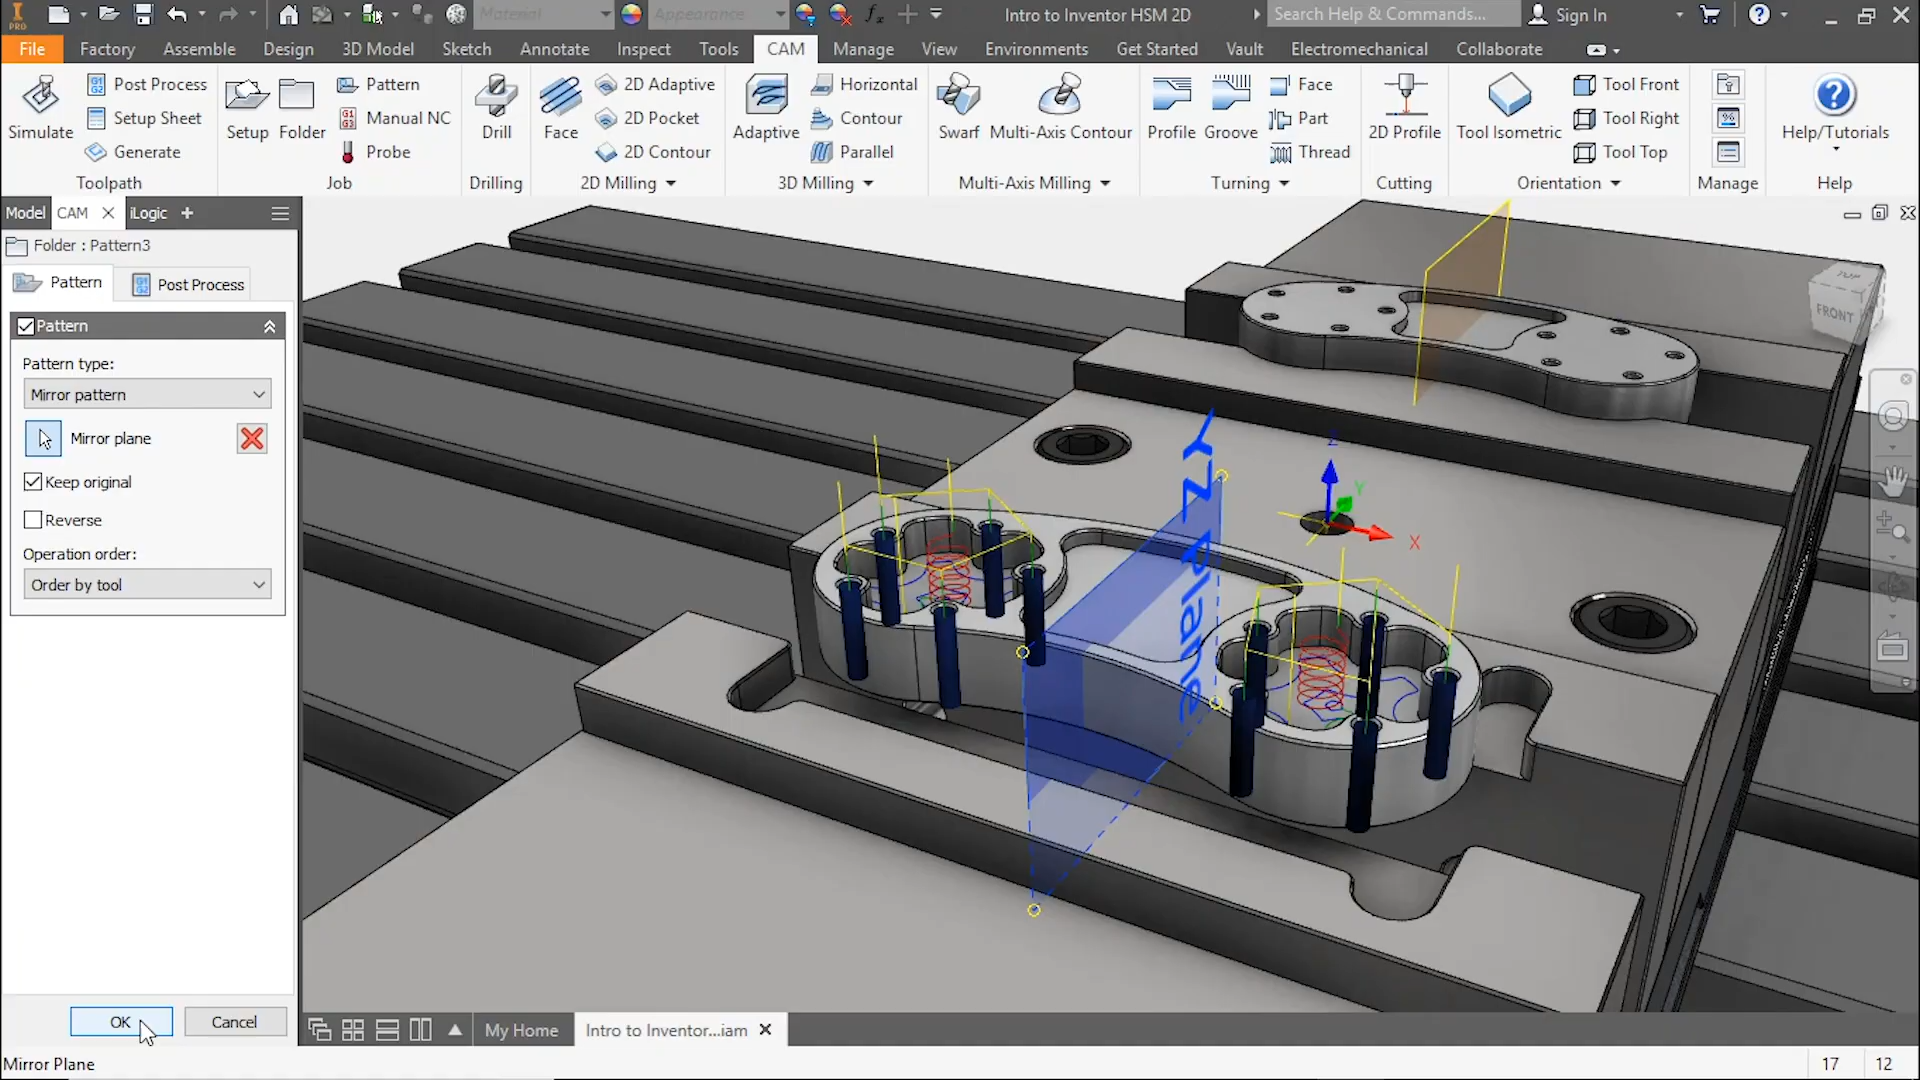 PRO
Material
Appearance
Intro to Inventor HSM 2D
Search Help & Commands...
Sign In
File
Factory
Assemble
Design
3D Model
Sketch
Annotate
Inspect
Tools
CAM
Manage
View
Environments
Get Started
Vault
Electromechanical
Collaborate
Simulate
Post Process
Setup Sheet
Generate
Toolpath
Setup
Folder
Pattern
Manual NC
Probe
Job
Drill
Drilling
Face
2D Adaptive
2D Pocket
2D Contour
2D Milling
Adaptive
Horizontal
Contour
Parallel
3D Milling
Swarf
Multi-Axis Contour
Multi-Axis Milling
Profile
Groove
Face
Part
Thread
Turning
2D Profile
Cutting
Tool Isometric
Tool Front
Tool Right
Tool Top
Orientation
Manage
Help/Tutorials
Help
Model
CAM
iLogic
Folder : Pattern3
Pattern
Post Process
Pattern
Pattern type:
Mirror pattern
Mirror plane
Keep original
Reverse
Operation order:
Order by tool
OK
Cancel
TOP
FRONT
YZ Plane
Z
Y
X
My Home
Intro to Inventor...iam
Mirror Plane
17
12